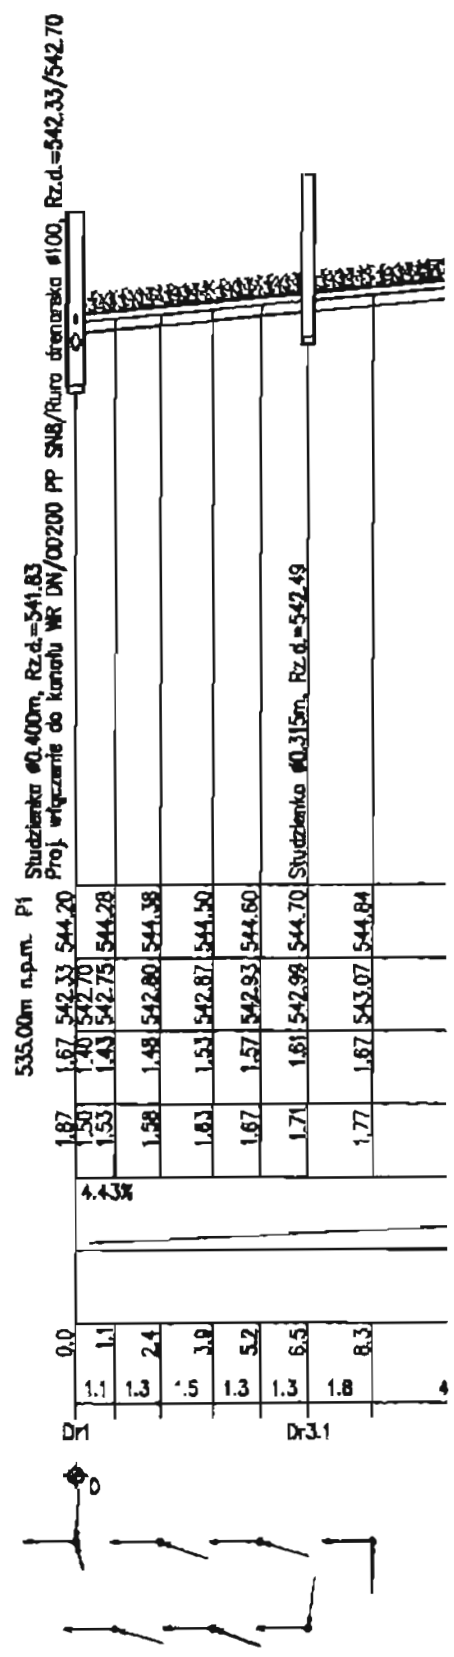 Studzienka ø0.400m, Rz.d.=541.83
Proj. włączenie do kanału WR DN/OD200 PP SN8/Rura drenarska ø100, Rz.d.=542.33/542.70
Studzienka ø0.315m, Rz.d.=542.49
535.00m n.p.m. P1
544.20 544.28 544.38 544.50 544.60 544.70 544.84
542.33 542.70 542.75 542.80 542.87 542.93 542.99 543.07
1.67 1.40 1.43 1.48 1.53 1.57 1.61 1.67
1.87 1.50 1.53 1.58 1.63 1.67 1.71 1.77
4.43%
0.0 1.1 2.4 3.9 5.2 6.5 8.3
1.1 1.3 1.5 1.3 1.3 1.8 4
Dr1 Dr3.1
D